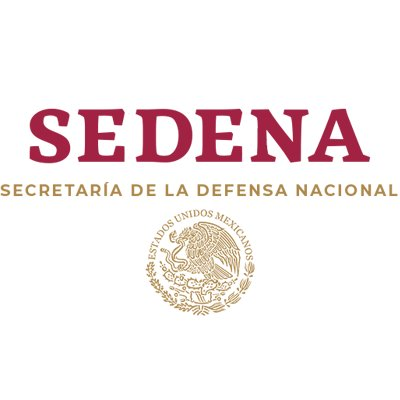 SEDENA
SECRETARÍA DE LA DEFENSA NACIONAL
ESTADOS UNIDOS MEXICANOS